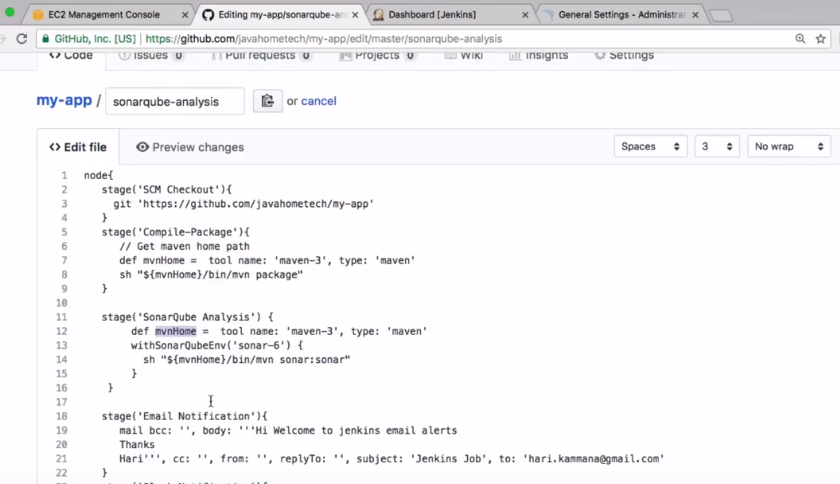 EC2 Management Console
Editing my-app/sonarqube-an
Dashboard [Jenkins]
General Settings - Administrat
GitHub, Inc. [US] | https://github.com/javahometech/my-app/edit/master/sonarqube-analysis
Code Issues 0 Pull requests 0 Projects 0 Wiki Insights Settings
my-app / sonarqube-analysis or cancel
<> Edit file Preview changes Spaces 3 No wrap
1 node{
2 stage('SCM Checkout'){
3 git 'https://github.com/javahometech/my-app'
4 }
5 stage('Compile-Package'){
6 // Get maven home path
7 def mvnHome = tool name: 'maven-3', type: 'maven'
8 sh "${mvnHome}/bin/mvn package"
9 }
10
11 stage('SonarQube Analysis') {
12 def mvnHome = tool name: 'maven-3', type: 'maven'
13 withSonarQubeEnv('sonar-6') {
14 sh "${mvnHome}/bin/mvn sonar:sonar"
15 }
16 }
17
18 stage('Email Notification'){
19 mail bcc: '', body: '''Hi Welcome to jenkins email alerts
20 Thanks
21 Hari''', cc: '', from: '', replyTo: '', subject: 'Jenkins Job', to: 'hari.kammana@gmail.com'
22 }